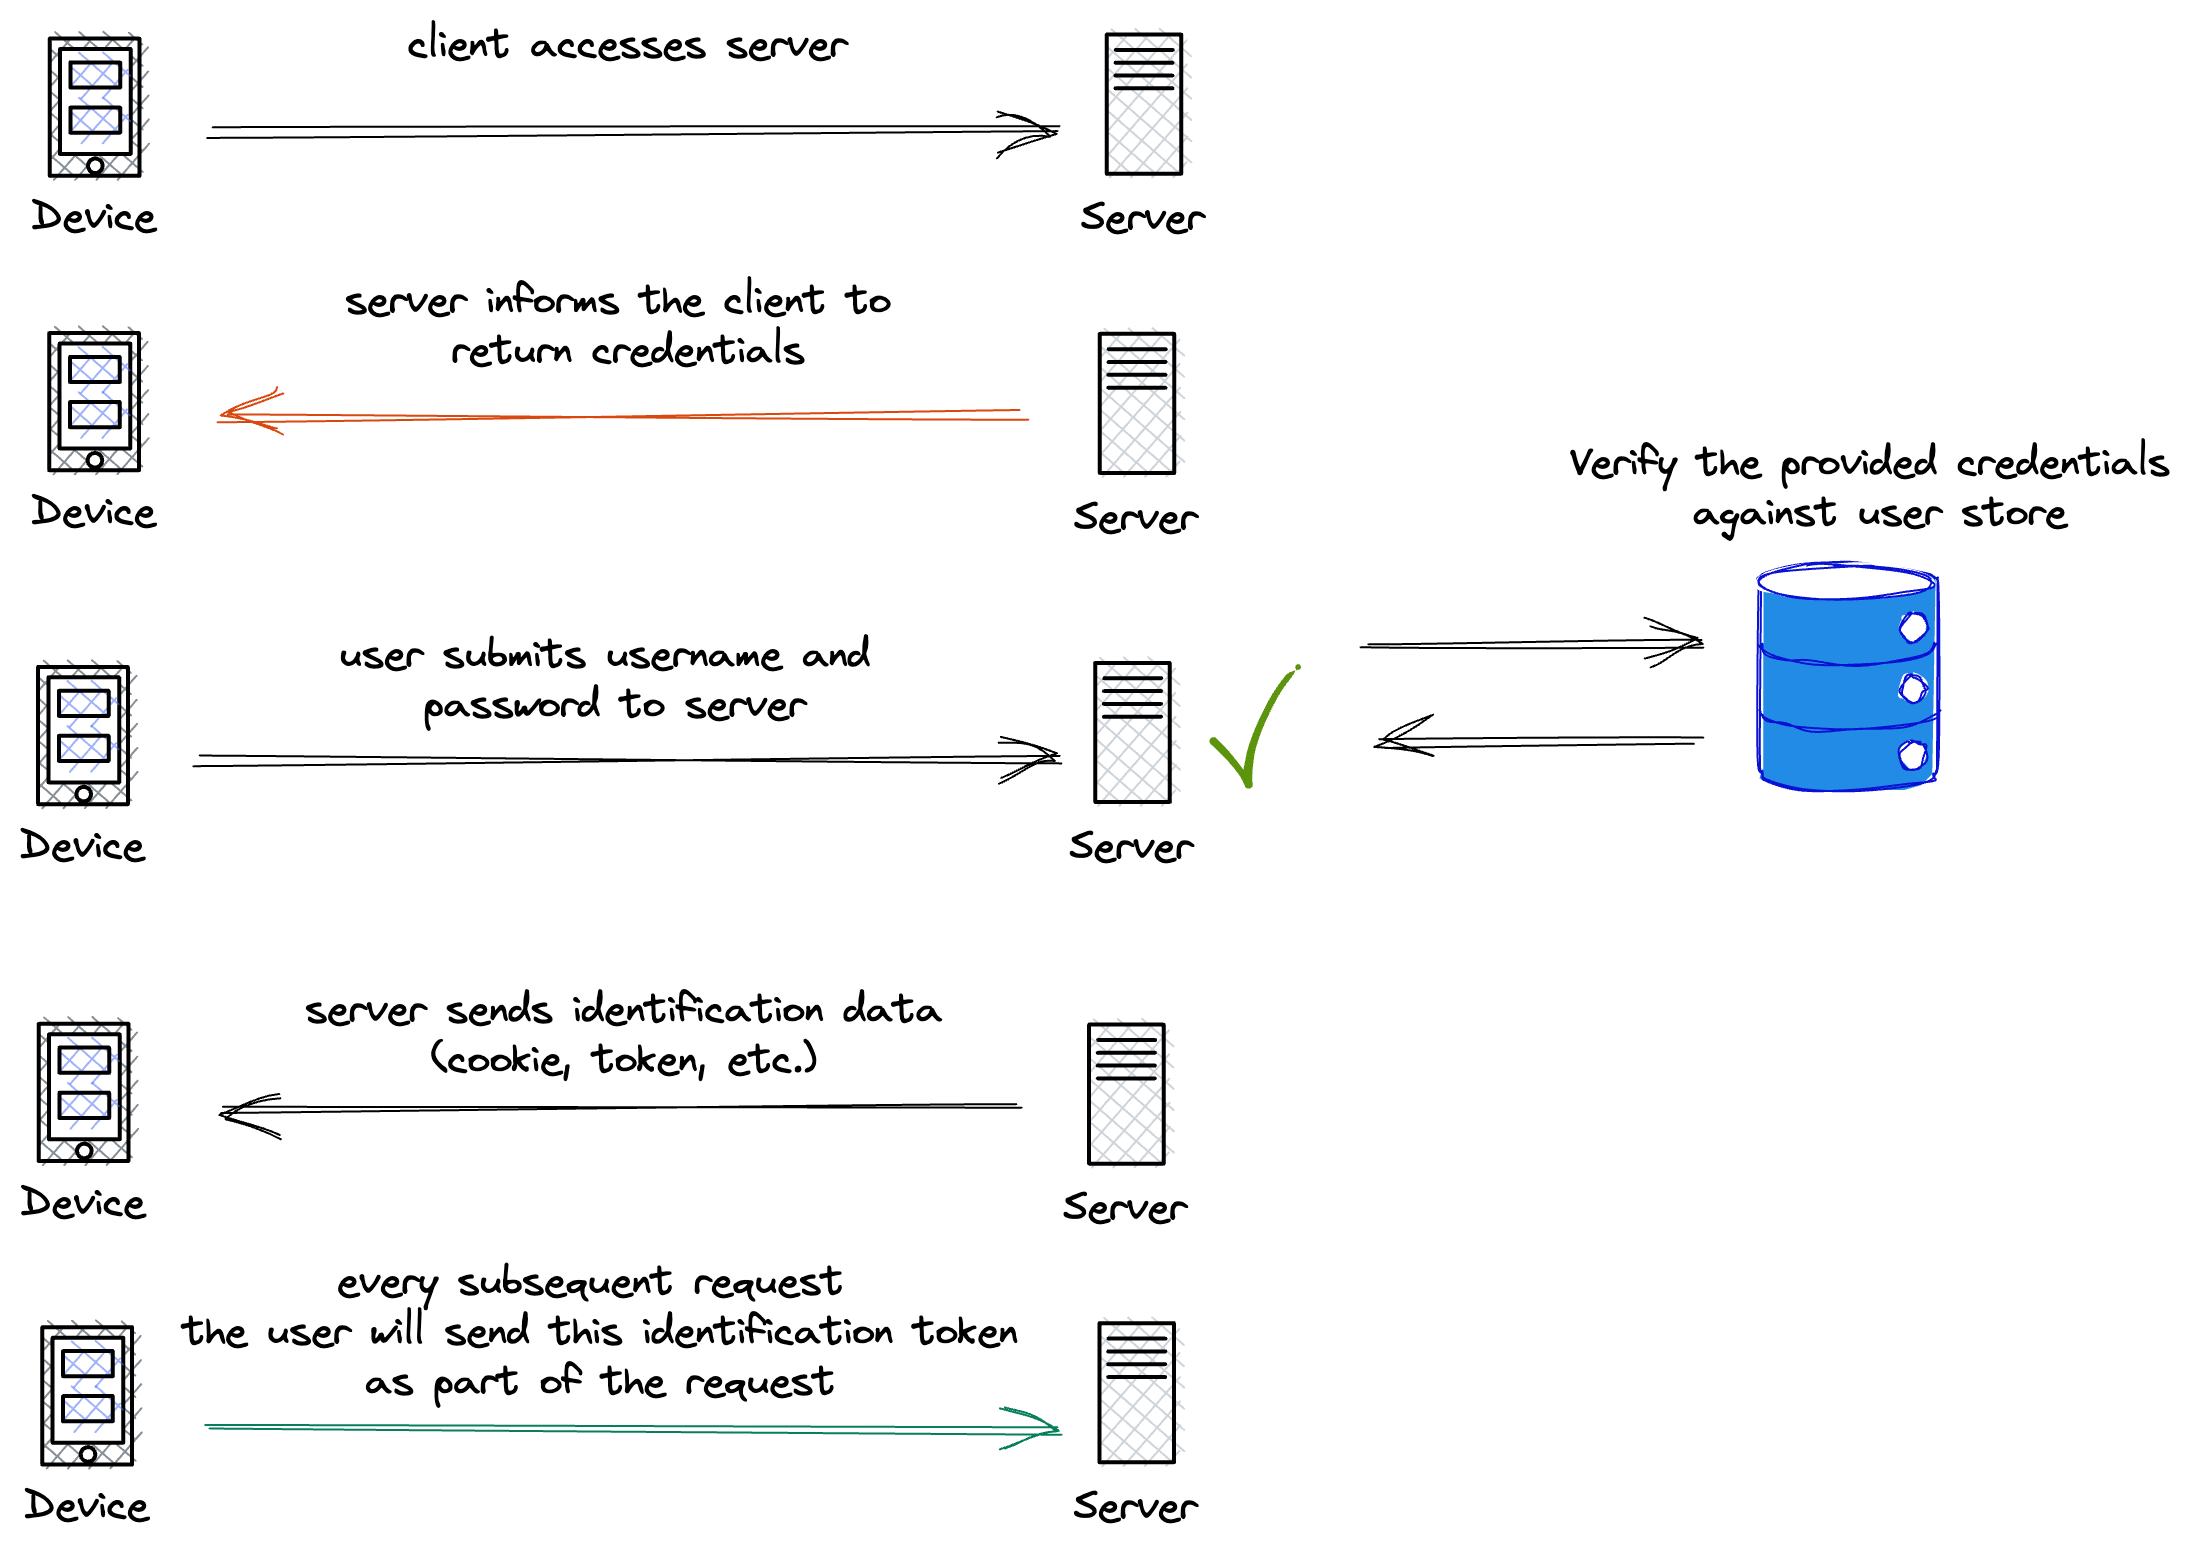 client accesses server
Device
Server
server informs the client to
return credentials
Device
Server
Verify the provided credentials
against user store
user submits username and
password to server
Device
Server
server sends identification data
(cookie, token, etc.)
Device
Server
every subsequent request
the user will send this identification token
as part of the request
Device
Server